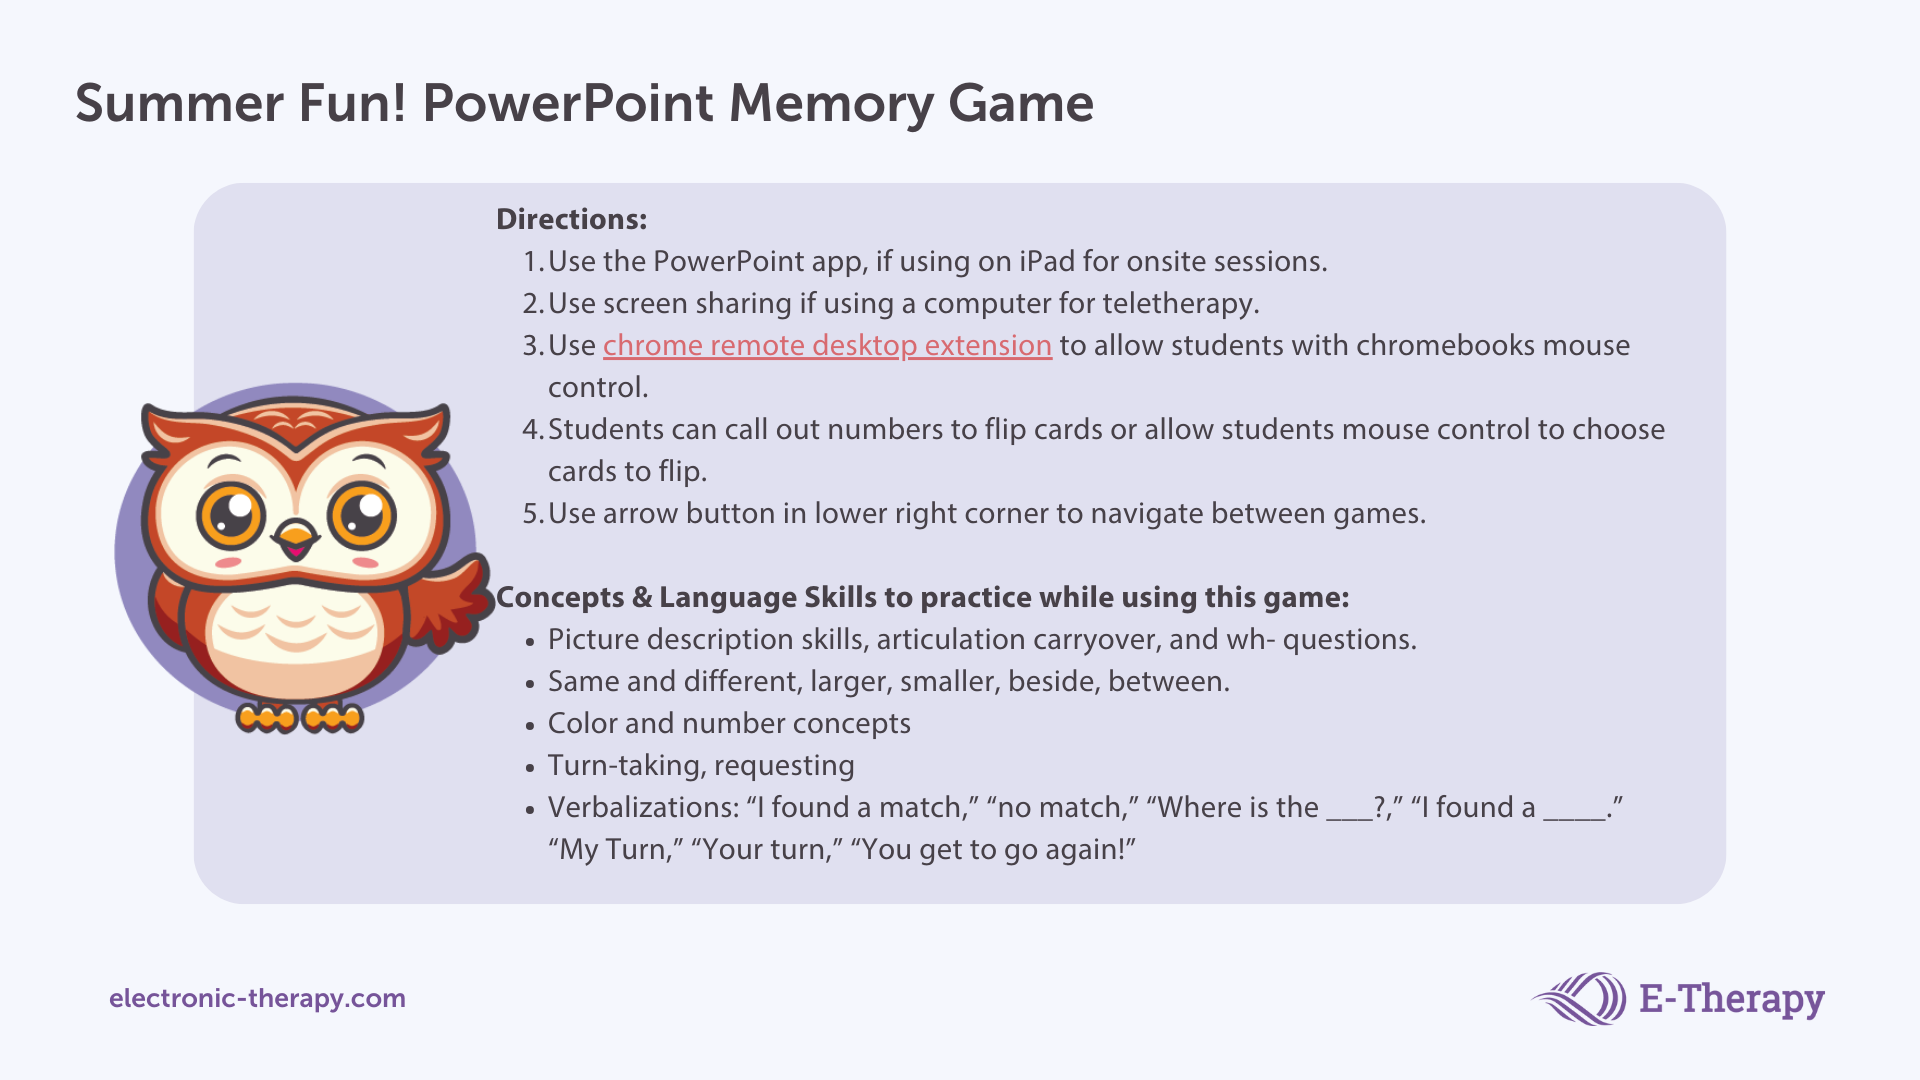 Summer Fun! PowerPoint Memory Game
Directions:
1. Use the PowerPoint app, if using on iPad for onsite sessions.
2. Use screen sharing if using a computer for teletherapy.
3. Use chrome remote desktop extension to allow students with chromebooks mouse
control.
4. Students can call out numbers to flip cards or allow students mouse control to choose
cards to flip.
5. Use arrow button in lower right corner to navigate between games.
Concepts & Language Skills to practice while using this game:
• Picture description skills, articulation carryover, and wh- questions.
• Same and different, larger, smaller, beside, between.
• Color and number concepts
• Turn-taking, requesting
• Verbalizations: “I found a match,” “no match,” “Where is the ___?,” “I found a ____.”
“My Turn,” “Your turn,” “You get to go again!”
electronic-therapy.com
E-Therapy